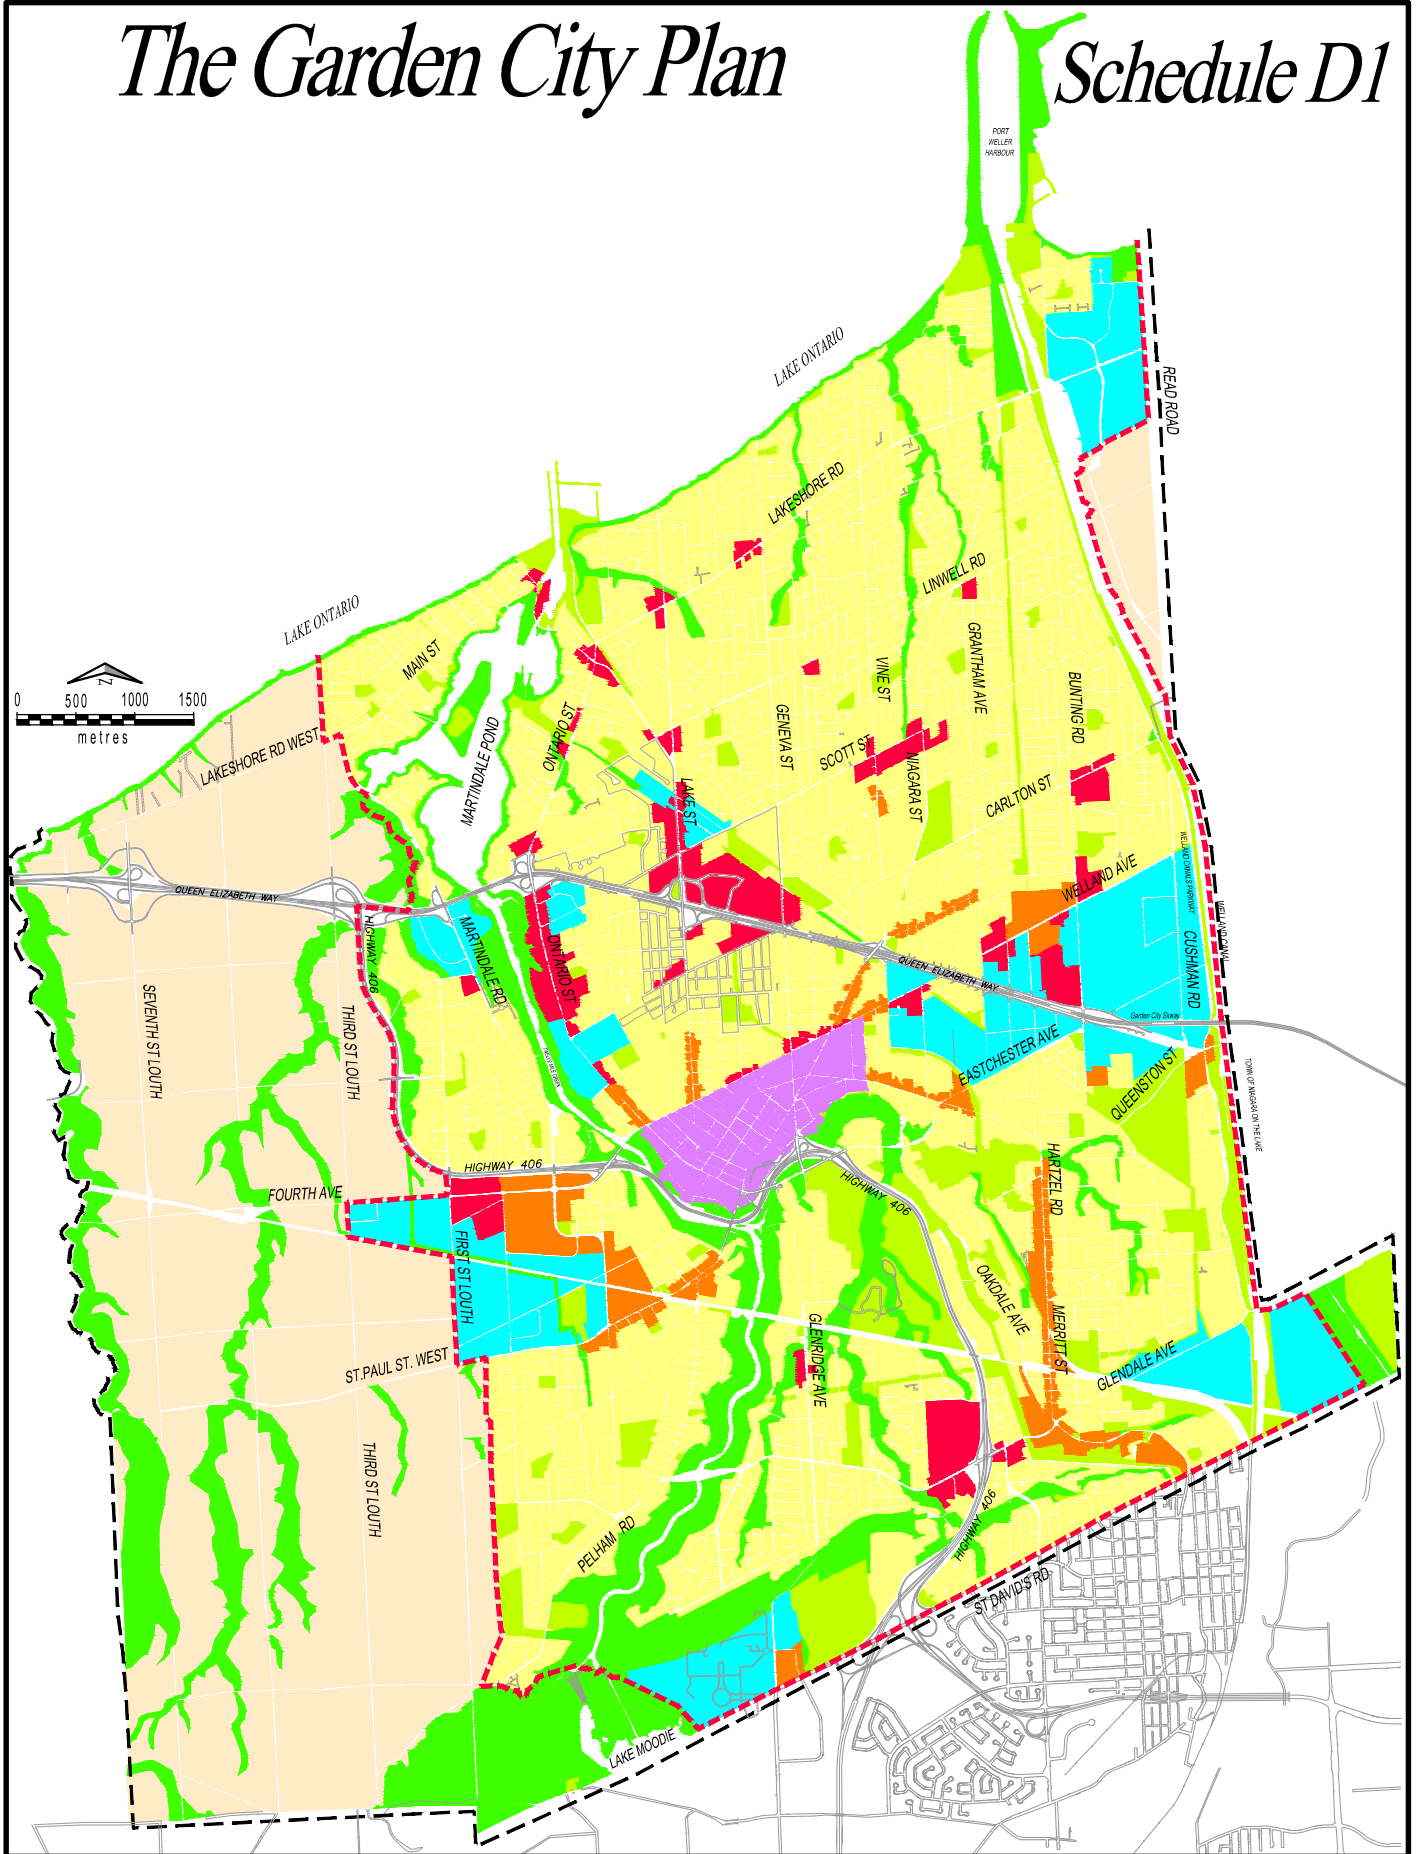 The Garden City Plan
Schedule D1
PORT
WELLER
HARBOUR
LAKE ONTARIO
READ ROAD
LAKESHORE RD
LINWELL RD
LAKE ONTARIO
MAIN ST
GRANTHAM AVE
VINE ST
BUNTING RD
Z
0 500 1000 1500
metres
LAKESHORE RD WEST
MARTINDALE POND
ONTARIO ST
GENEVA ST
SCOTT ST
NIAGARA ST
LAKE ST
CARLTON ST
WELLAND CANALS PARKWAY
WELLAND AVE
QUEEN ELIZABETH WAY
HIGHWAY 406
MARTINDALE RD
ONTARIO ST
WELLAND CANAL
CUSHMAN RD
QUEEN ELIZABETH WAY
Garden City Skyway
SEVENTH ST LOUTH
THIRD ST LOUTH
EASTCHESTER AVE
QUEENSTON ST
TOWN OF NIAGARA ON THE LAKE
HIGHWAY 406
HIGHWAY 406
HARTZEL RD
FOURTH AVE
FIRST ST LOUTH
OAKDALE AVE
MERRITT ST
GLENRIDGE AVE
GLENDALE AVE
ST.PAUL ST. WEST
THIRD ST LOUTH
PELHAM RD
HIGHWAY 406
ST DAVID'S RD
LAKE MOODIE